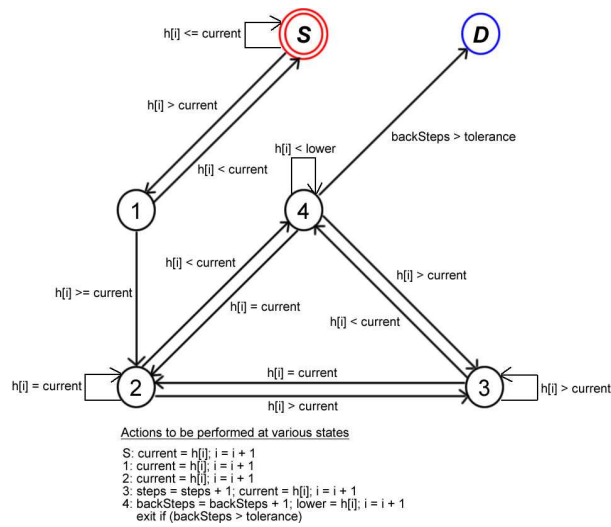 S
D
h[i] <= current
h[i] > current
h[i] < current
backSteps > tolerance
h[i] < lower
1
4
h[i] < current
h[i] = current
h[i] > current
h[i] < current
h[i] >= current
h[i] = current
2
h[i] = current
h[i] > current
3
h[i] > current
Actions to be performed at various states
S: current = h[i]; i = i + 1
1: current = h[i]; i = i + 1
2: current = h[i]; i = i + 1
3: steps = steps + 1; current = h[i]; i = i + 1
4: backSteps = backSteps + 1; lower = h[i]; i = i + 1
exit if (backSteps > tolerance)